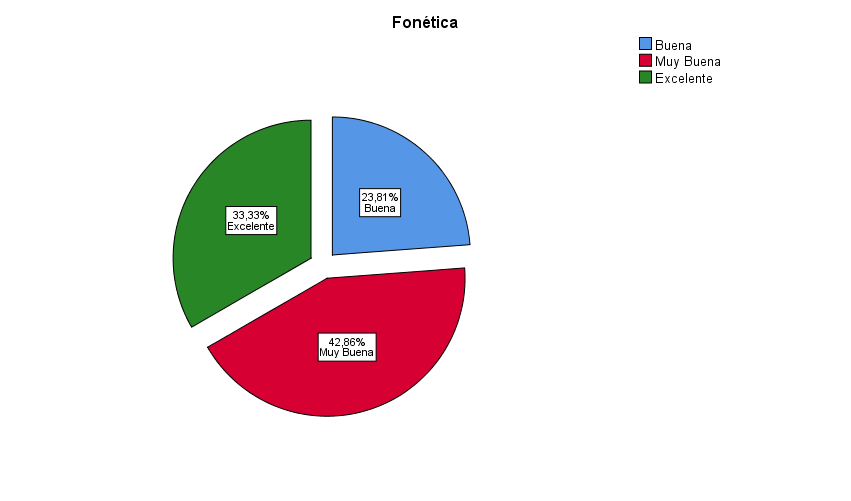 Fonética
Buena
Muy Buena
Excelente
23,81%
Buena
33,33%
Excelente
42,86%
Muy Buena